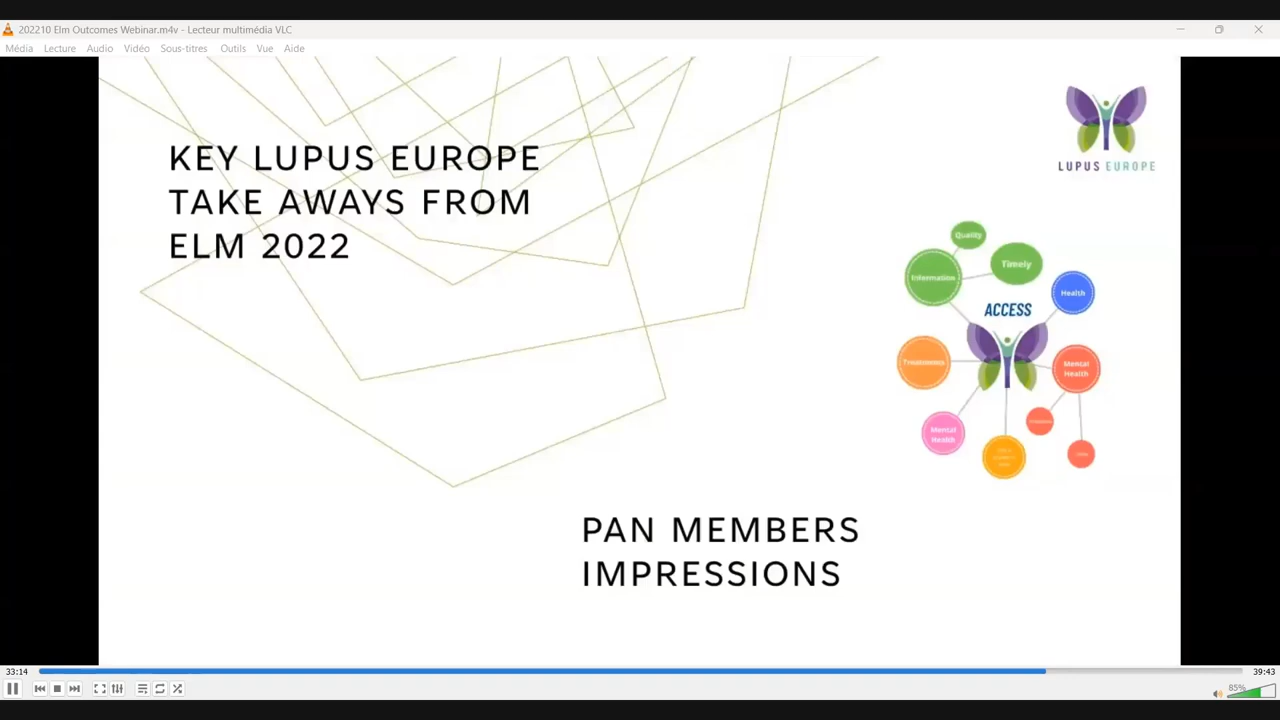 202210 Elm Outcomes Webinar.m4v - Lecteur multimédia VLC
Média Lecture Audio Vidéo Sous-titres Outils Vue Aide
KEY LUPUS EUROPE
TAKE AWAYS FROM
ELM 2022
LUPUS EUROPE
Quality
Timely
Information
Health
ACCESS
Treatments
Mental
Health
Mental
Health
PAN MEMBERS
IMPRESSIONS
33:14
39:43
85%